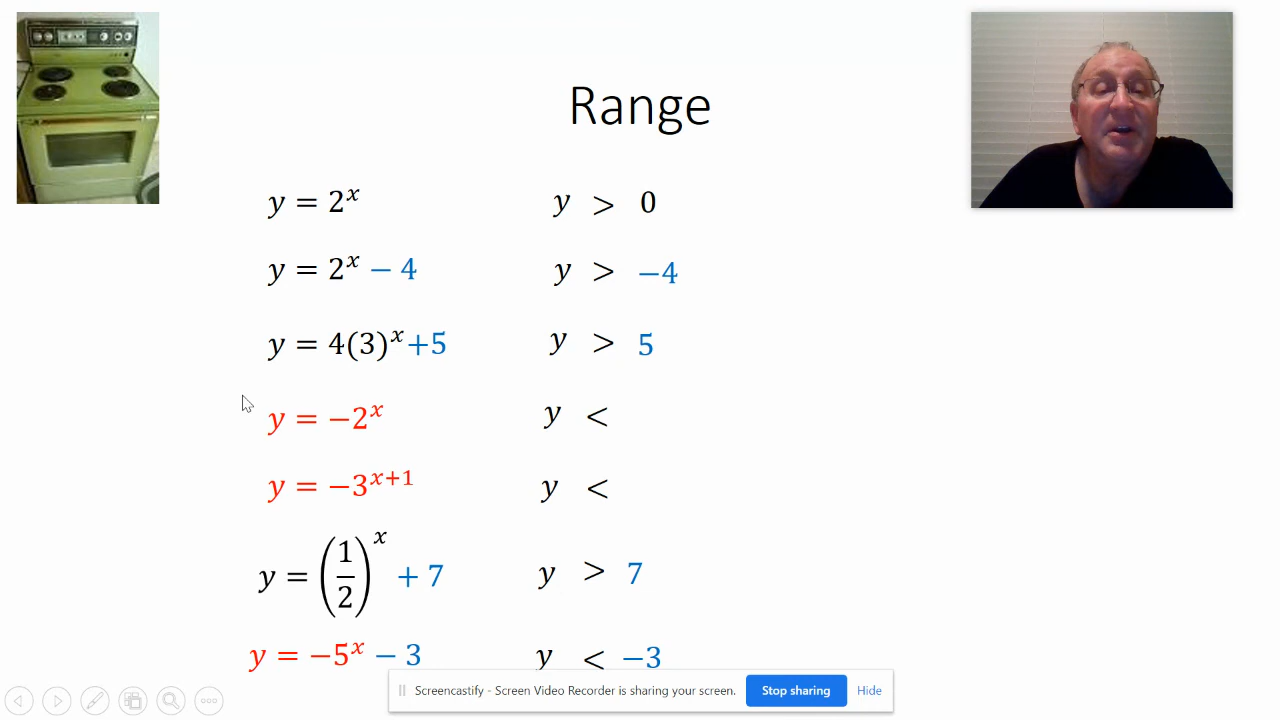 Range
y = 2^x y > 0
y = 2^x − 4 y > −4
y = 4(3)^x +5 y > 5
y = −2^x y <
y = −3^{x+1} y <
y = (1/2)^x + 7 y > 7
y = −5^x − 3 y < −3
Screencastify - Screen Video Recorder is sharing your screen. Stop sharing Hide